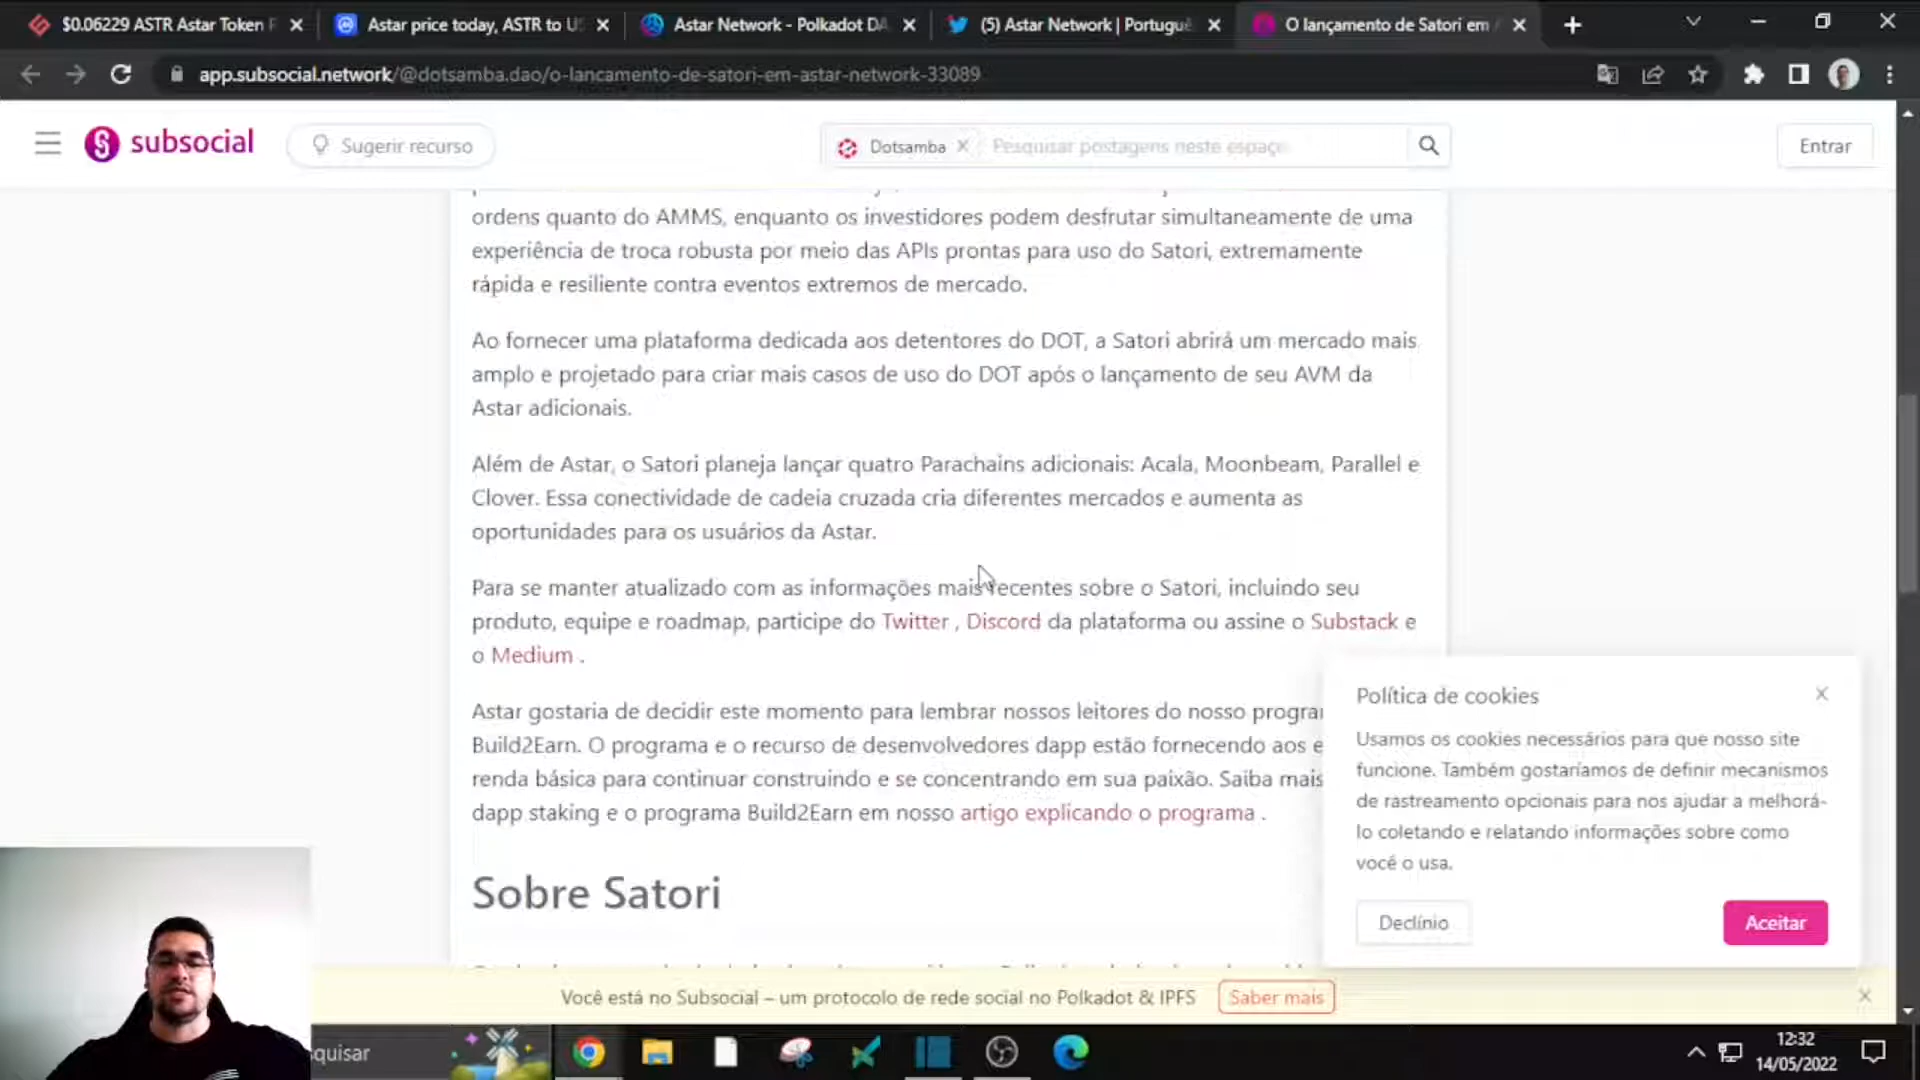 $0.06229 ASTR Astar Token
Astar price today, ASTR to U
Astar Network - Polkadot DA
(5) Astar Network | Portugu
O lançamento de Satori em
app.subsocial.network/@dotsamba.dao/o-lancamento-de-satori-em-astar-network-33089
subsocial
Sugerir recurso
Dotsamba
Pesquisar postagens neste espaço
Entrar
ordens quanto do AMMS, enquanto os investidores podem desfrutar simultaneamente de uma
experiência de troca robusta por meio das APIs prontas para uso do Satori, extremamente
rápida e resiliente contra eventos extremos de mercado.
Ao fornecer uma plataforma dedicada aos detentores do DOT, a Satori abrirá um mercado mais
amplo e projetado para criar mais casos de uso do DOT após o lançamento de seu AVM da
Astar adicionais.
Além de Astar, o Satori planeja lançar quatro Parachains adicionais: Acala, Moonbeam, Parallel e
Clover. Essa conectividade de cadeia cruzada cria diferentes mercados e aumenta as
oportunidades para os usuários da Astar.
Para se manter atualizado com as informações mais recentes sobre o Satori, incluindo seu
produto, equipe e roadmap, participe do Twitter , Discord da plataforma ou assine o Substack e
o Medium .
Astar gostaria de decidir este momento para lembrar nossos leitores do nosso progra
Build2Earn. O programa e o recurso de desenvolvedores dapp estão fornecendo aos e
renda básica para continuar construindo e se concentrando em sua paixão. Saiba mais
dapp staking e o programa Build2Earn em nosso artigo explicando o programa .
Sobre Satori
Política de cookies
Usamos os cookies necessários para que nosso site
funcione. Também gostaríamos de definir mecanismos
de rastreamento opcionais para nos ajudar a melhorá-
lo coletando e relatando informações sobre como
você o usa.
Declínio
Aceitar
Você está no Subsocial – um protocolo de rede social no Polkadot & IPFS
Saber mais
quisar
12:32
14/05/2022